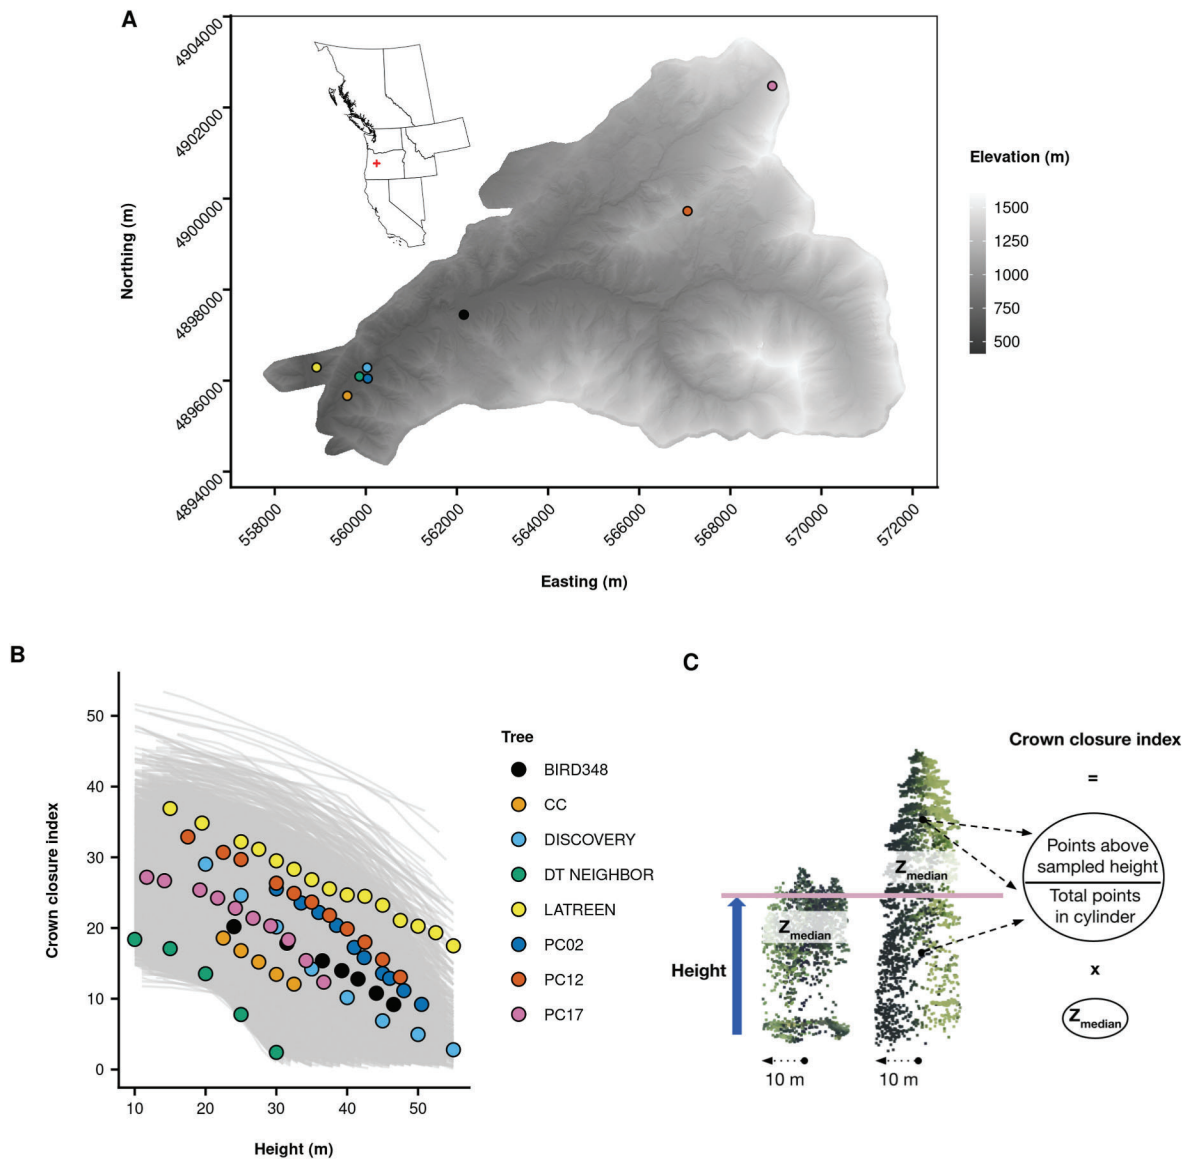 A
4904000
4902000
4900000
4898000
4896000
4894000
Northing (m)
558000
560000
562000
564000
566000
568000
570000
572000
Easting (m)
Elevation (m)
1500
1250
1000
750
500
B
50
40
30
20
10
0
Crown closure index
10
20
30
40
50
Height (m)
Tree
BIRD348
CC
DISCOVERY
DT NEIGHBOR
LATREEN
PC02
PC12
PC17
C
Height
Zmedian
Zmedian
10 m
10 m
Crown closure index
=
Points above
sampled height
Total points
in cylinder
x
Zmedian